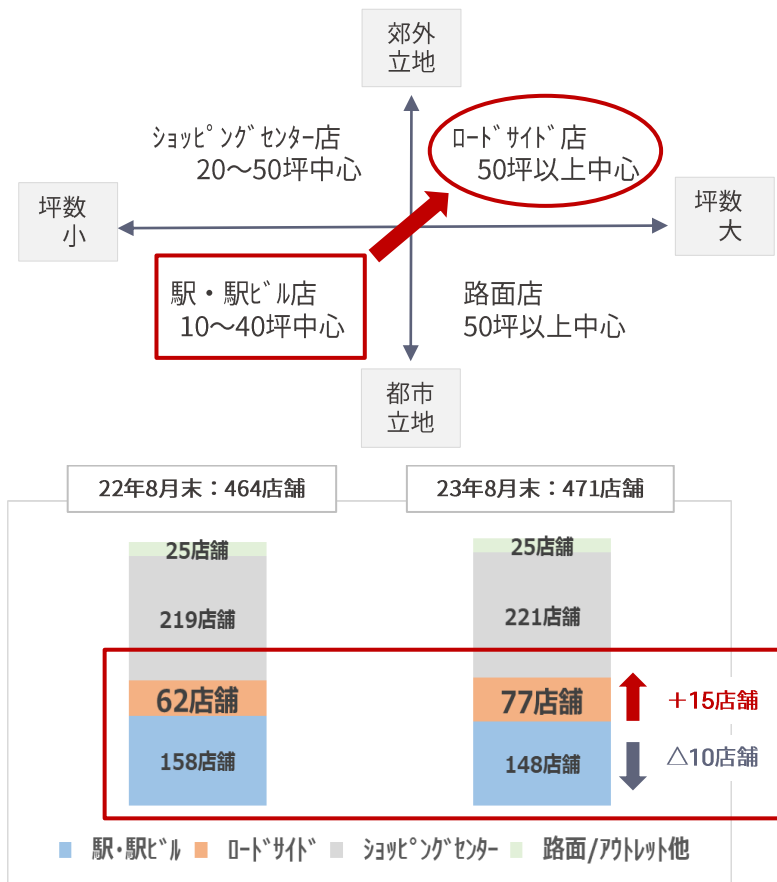 郊外
立地
ｼｮｯﾋﾟﾝｸﾞｾﾝﾀｰ店
20～50坪中心
ﾛｰﾄﾞｻｲﾄﾞ店
50坪以上中心
坪数
小
坪数
大
駅・駅ﾋﾞﾙ店
10～40坪中心
路面店
50坪以上中心
都市
立地
22年8月末：464店舗
23年8月末：471店舗
25店舗
25店舗
219店舗
221店舗
62店舗
77店舗
+15店舗
158店舗
148店舗
△10店舗
駅・駅ﾋﾞﾙ
ﾛｰﾄﾞｻｲﾄﾞ
ｼｮｯﾋﾟﾝｸﾞｾﾝﾀｰ
路面/ｱｳﾄﾚｯﾄ他